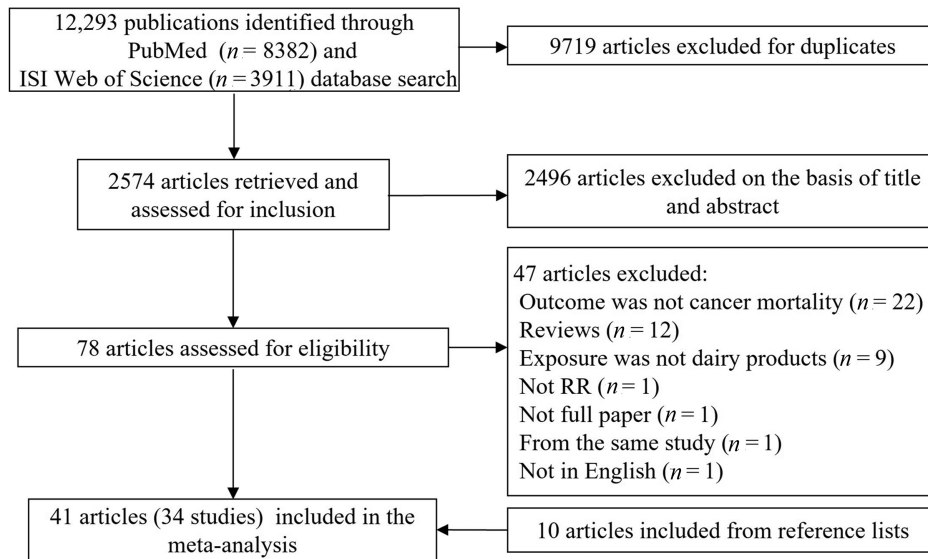 12,293 publications identified through
PubMed (n = 8382) and
ISI Web of Science (n = 3911) database search
9719 articles excluded for duplicates
2574 articles retrieved and
assessed for inclusion
2496 articles excluded on the basis of title
and abstract
78 articles assessed for eligibility
47 articles excluded:
Outcome was not cancer mortality (n = 22)
Reviews (n = 12)
Exposure was not dairy products (n = 9)
Not RR (n = 1)
Not full paper (n = 1)
From the same study (n = 1)
Not in English (n = 1)
41 articles (34 studies) included in the
meta-analysis
10 articles included from reference lists